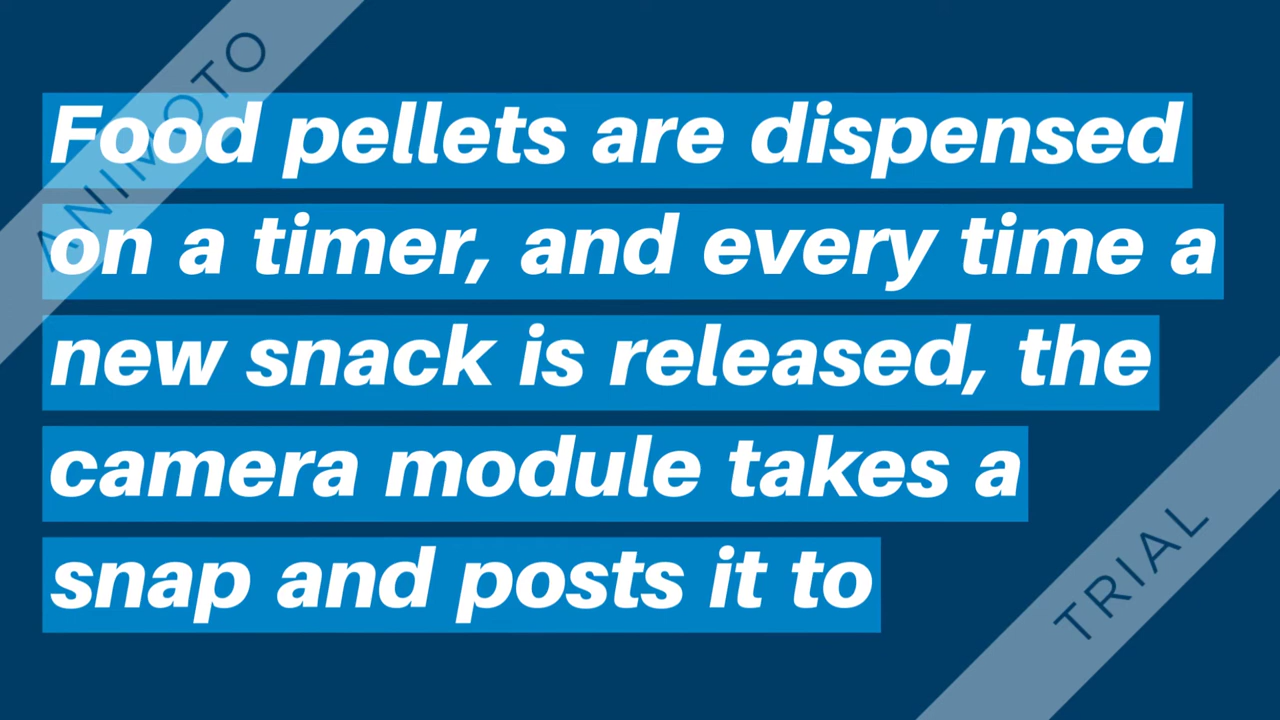 ANIMOTO
Food pellets are dispensed
on a timer, and every time a
new snack is released, the
camera module takes a
snap and posts it to
TRIAL